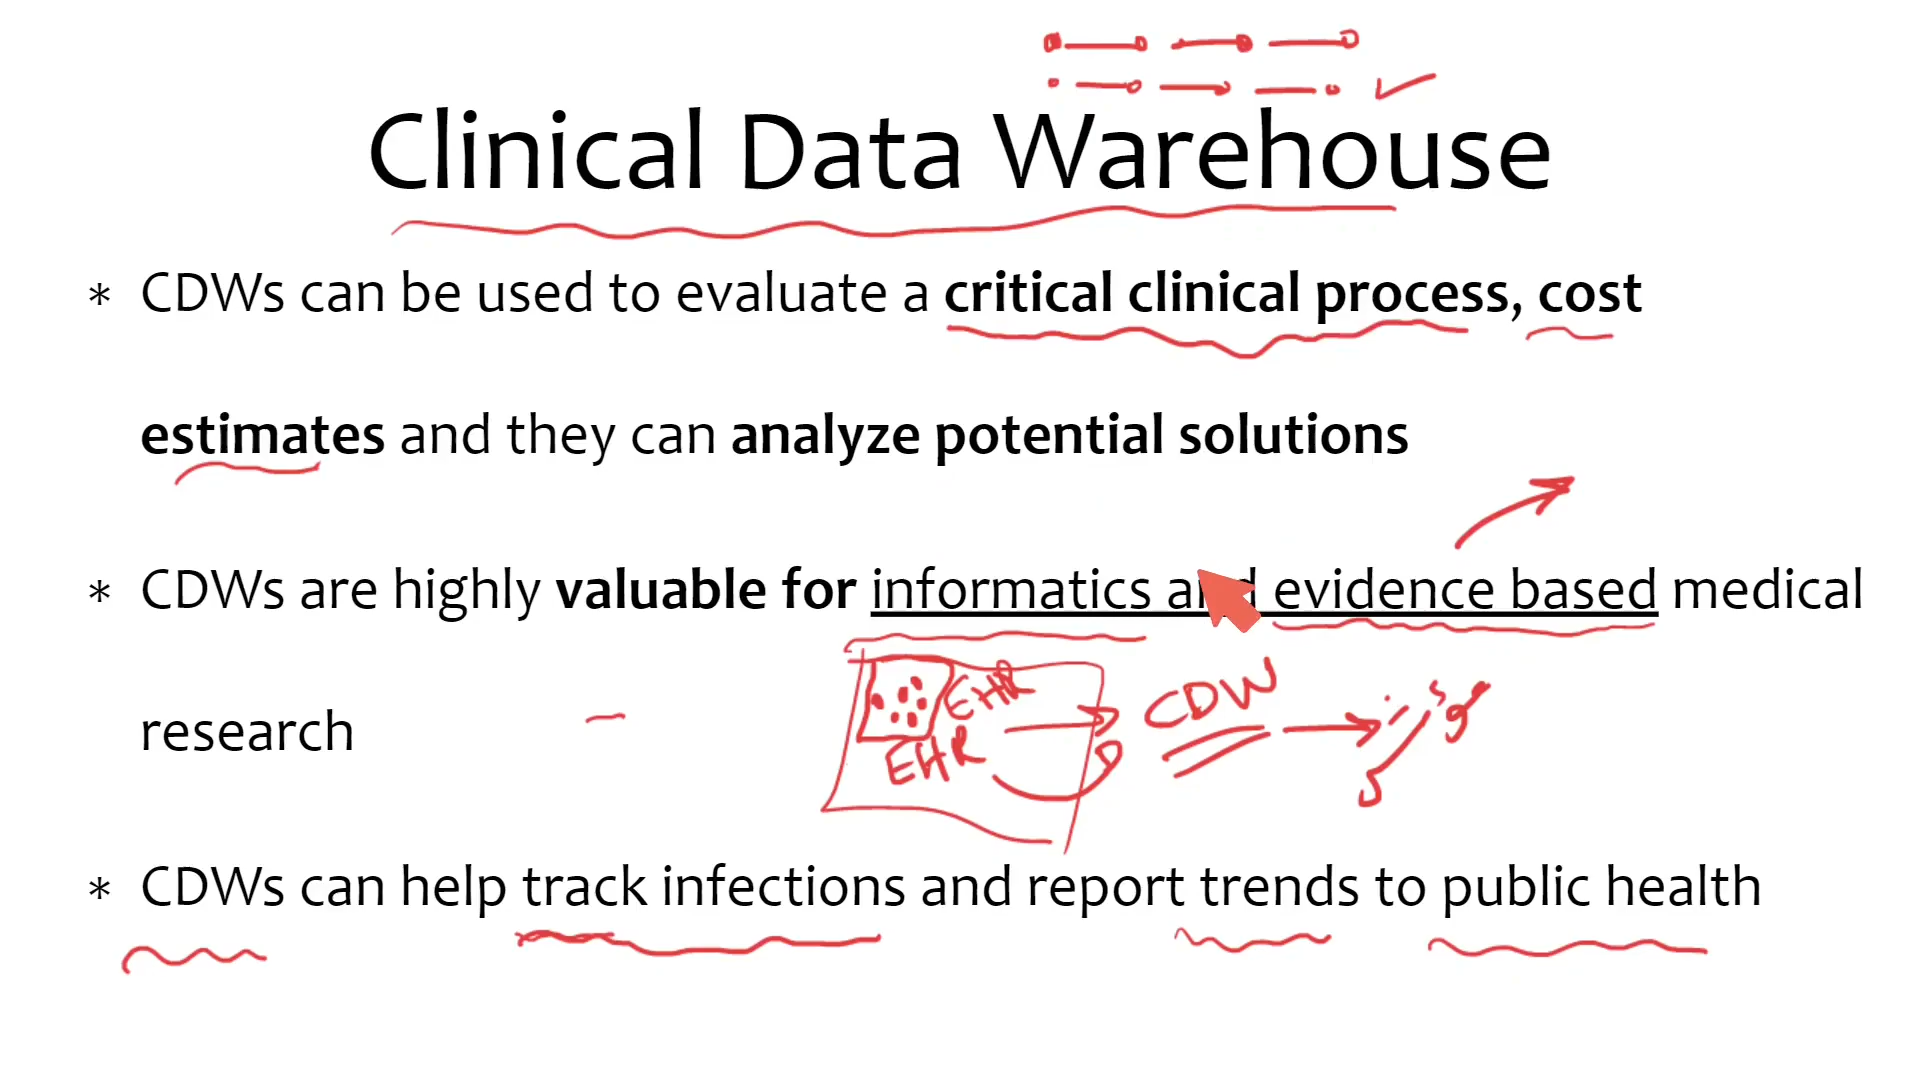 Clinical Data Warehouse
* CDWs can be used to evaluate a critical clinical process, cost
estimates and they can analyze potential solutions
* CDWs are highly valuable for informatics and evidence based medical
research
EHR
CDW
EHR
* CDWs can help track infections and report trends to public health